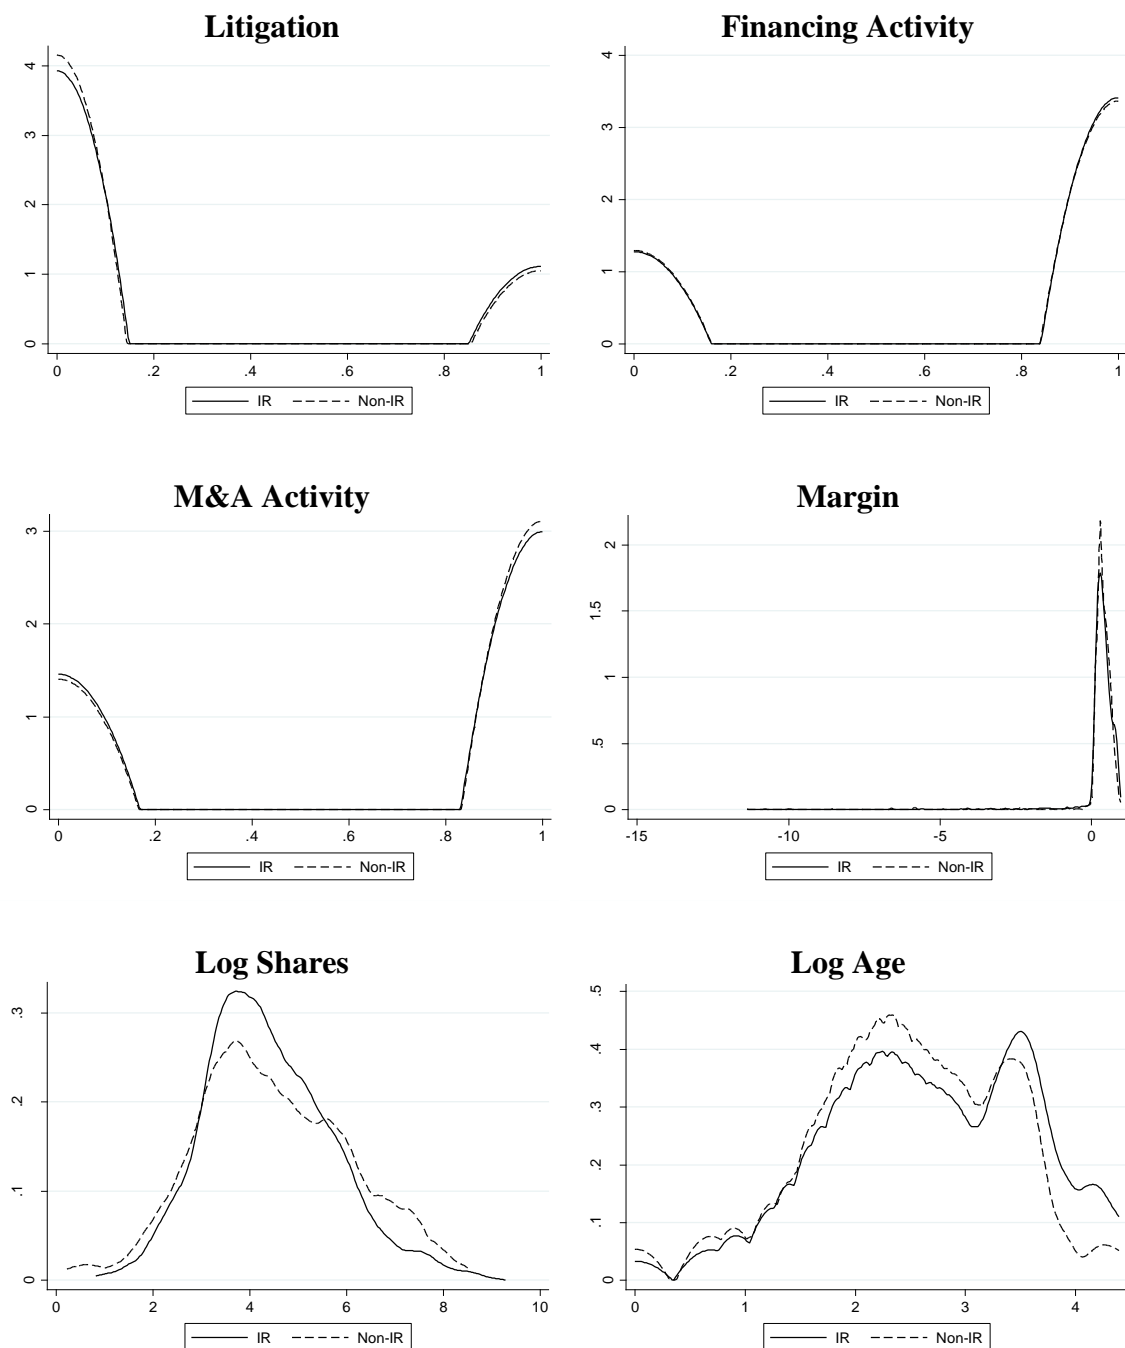 Litigation
4
3
2
1
0
0 .2 .4 .6 .8 1
IR Non-IR
Financing Activity
4
3
2
1
0
0 .2 .4 .6 .8 1
IR Non-IR
M&A Activity
3
2
1
0
0 .2 .4 .6 .8 1
IR Non-IR
Margin
2
1.5
1
.5
0
-15 -10 -5 0
IR Non-IR
Log Shares
.3
.2
.1
0
0 2 4 6 8 10
IR Non-IR
Log Age
.5
.4
.3
.2
.1
0
0 1 2 3 4
IR Non-IR